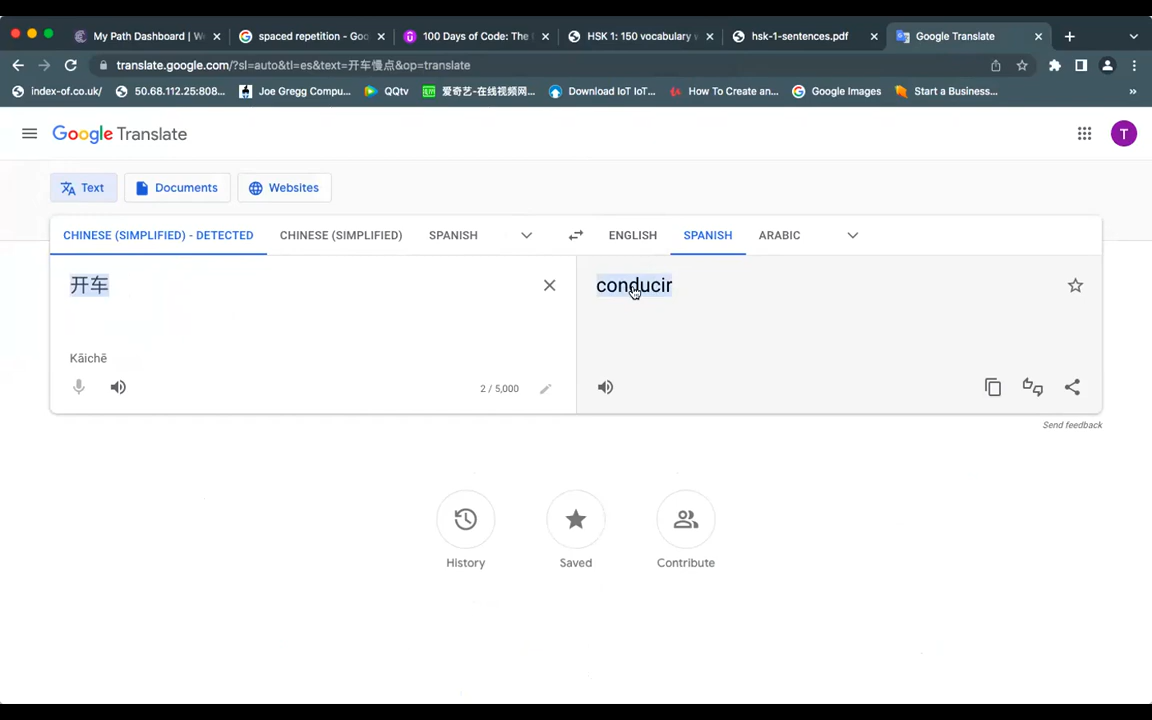 My Path Dashboard | W
spaced repetition - Goo
100 Days of Code: The
HSK 1: 150 vocabulary
hsk-1-sentences.pdf
Google Translate
translate.google.com/?sl=auto&tl=es&text=开车慢点&op=translate
index-of.co.uk/
50.68.112.25:808...
Joe Gregg Compu...
QQtv
爱奇艺-在线视频网...
Download IoT IoT...
How To Create an...
Google Images
Start a Business...
»
Google Translate
T
Text
Documents
Websites
CHINESE (SIMPLIFIED) - DETECTED
CHINESE (SIMPLIFIED)
SPANISH
ENGLISH
SPANISH
ARABIC
开车
conducir
Kāichē
2 / 5,000
Send feedback
History
Saved
Contribute